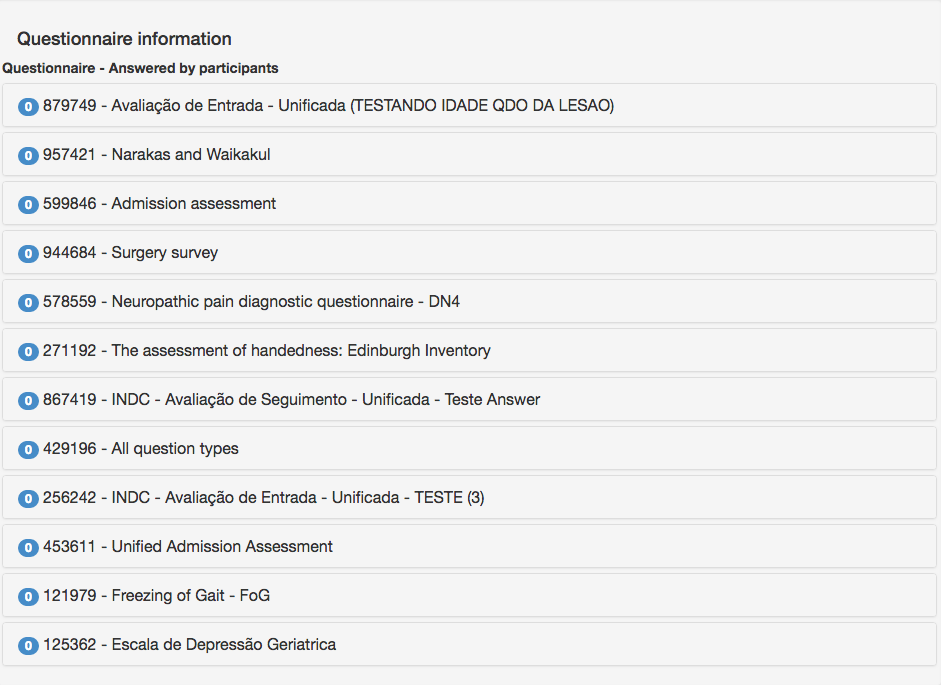 Questionnaire information
Questionnaire - Answered by participants
0 879749 - Avaliação de Entrada - Unificada (TESTANDO IDADE QDO DA LESAO)
0 957421 - Narakas and Waikakul
0 599846 - Admission assessment
0 944684 - Surgery survey
0 578559 - Neuropathic pain diagnostic questionnaire - DN4
0 271192 - The assessment of handedness: Edinburgh Inventory
0 867419 - INDC - Avaliação de Seguimento - Unificada - Teste Answer
0 429196 - All question types
0 256242 - INDC - Avaliação de Entrada - Unificada - TESTE (3)
0 453611 - Unified Admission Assessment
0 121979 - Freezing of Gait - FoG
0 125362 - Escala de Depressão Geriatrica